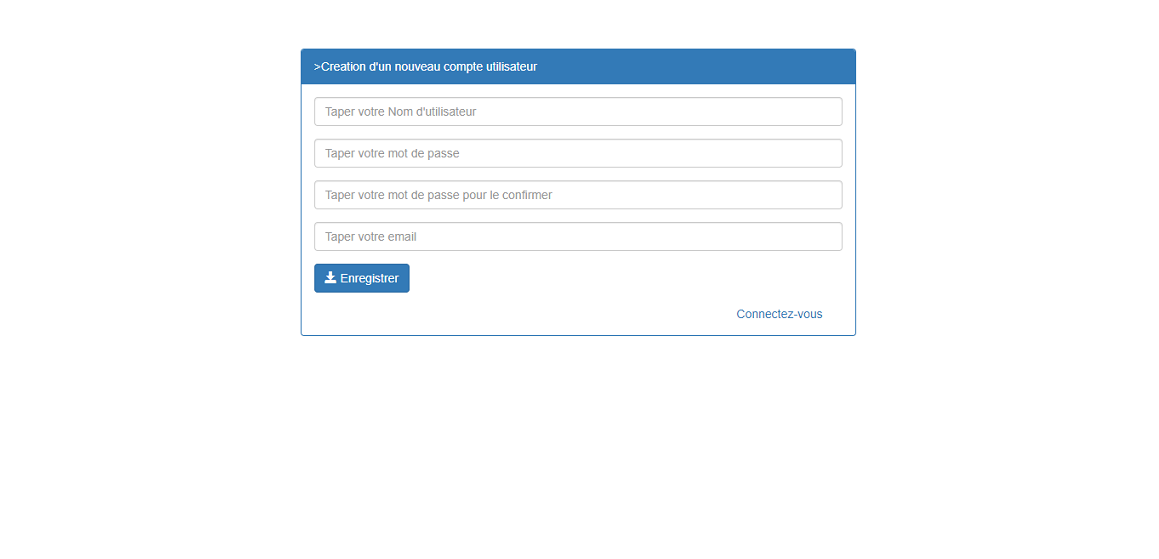 >Creation d'un nouveau compte utilisateur
Taper votre Nom d'utilisateur
Taper votre mot de passe
Taper votre mot de passe pour le confirmer
Taper votre email
Enregistrer
Connectez-vous